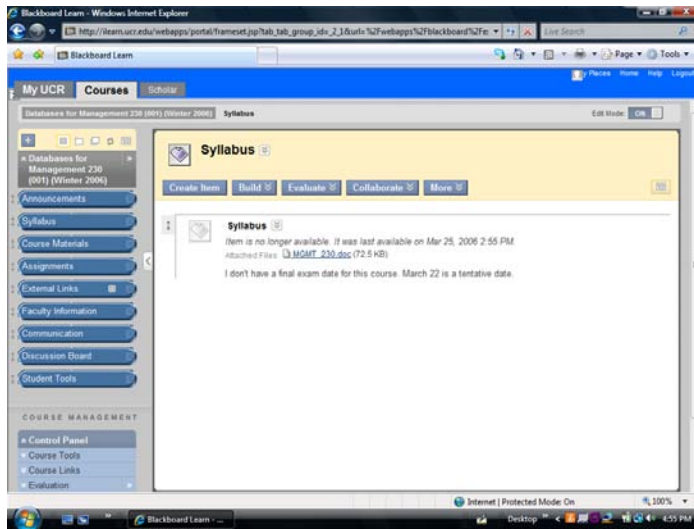 Blackboard Learn - Windows Internet Explorer
http://ilearn.ucr.edu/webapps/portal/frameset.jsp?tab_tab_group_id=_2_1&url=%2Fwebapps%2Fblackboard%2Fe
Live Search
Blackboard Learn
Page Tools
Places Home Help Logout
My UCR Courses Scholar
Databases for Management 230 (001) (Winter 2006) Syllabus
Edit Mode: ON
Databases for
Management 230
(001) (Winter 2006)
Announcements
Syllabus
Course Materials
Assignments
External Links
Faculty Information
Communication
Discussion Board
Student Tools
COURSE MANAGEMENT
Control Panel
Course Tools
Course Links
Evaluation
Syllabus
Create Item Build Evaluate Collaborate More
Syllabus
Item is no longer available. It was last available on Mar 25, 2006 2:55 PM.
Attached Files: MGMT_230.doc (72.5 KB)
I don't have a final exam date for this course. March 22 is a tentative date.
Internet | Protected Mode: On
100%
Blackboard Learn - ...
Desktop
4:55 PM